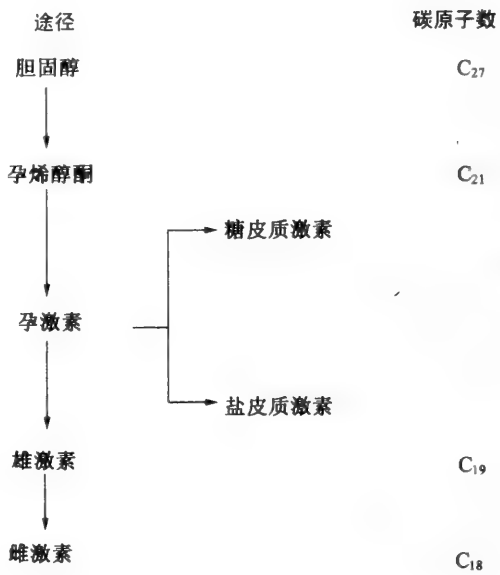 途径 碳原子数
胆固醇 C₂₇
孕烯醇酮 C₂₁
糖皮质激素
孕激素
盐皮质激素
雄激素 C₁₉
雌激素 C₁₈